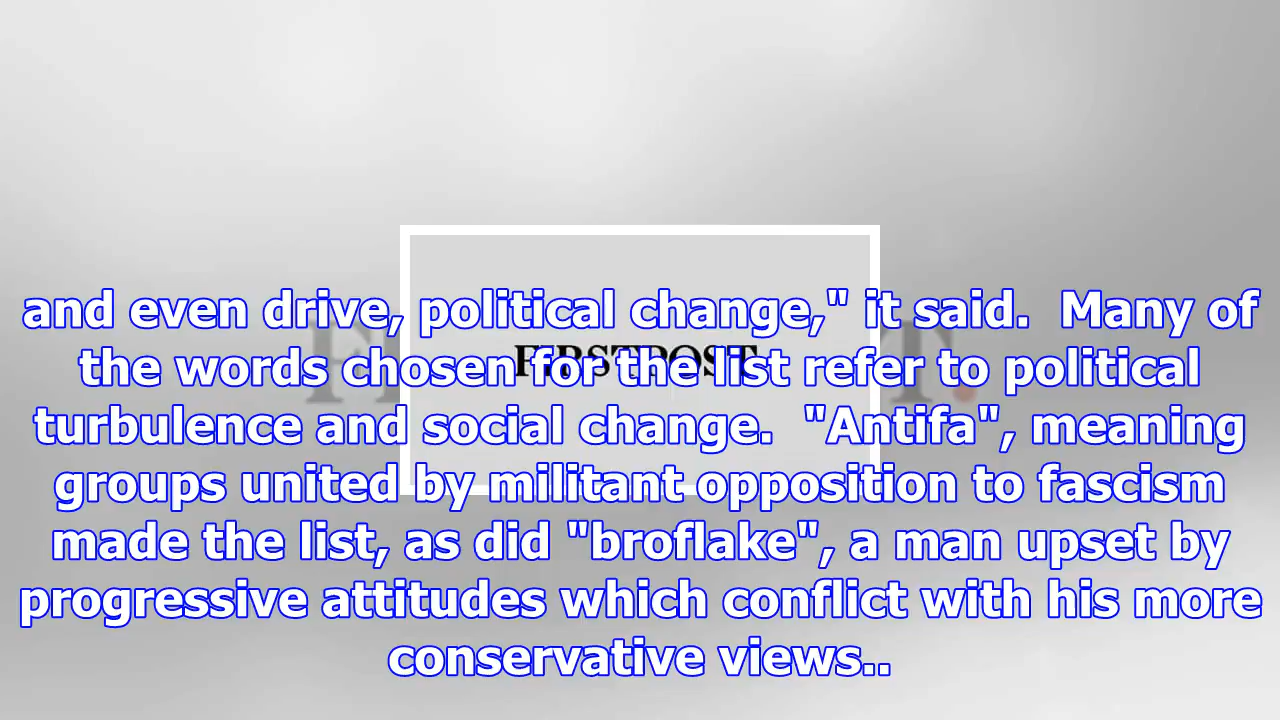 and even drive, political change," it said.  Many of
the words chosen for the list refer to political
turbulence and social change.  "Antifa", meaning
groups united by militant opposition to fascism
made the list, as did "broflake", a man upset by
progressive attitudes which conflict with his more
conservative views..
FIRSTPOST